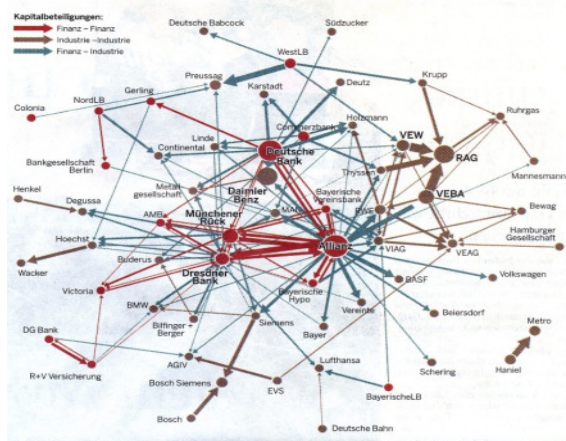 Kapitalbeteiligungen:
Finanz – Finanz
Industrie –Industrie
Finanz – Industrie
Deutsche Babcock
Südzucker
WestLB
Preussag
Karstadt
Deutz
Krupp
Colonia
NordLB
Gerling
Ruhrgas
Holzmann
Commerzbank
Linde
Continental
Deutsche
Bank
VEW
RAG
Bankgesellschaft
Berlin
Thyssen
Mannesmann
Metall
gesellschaft
Daimler
Benz
Bayerische
Vereinsbank
VEBA
Henkel
Degussa
Münchener
Rück
MAN
RWE
Bewag
AMB
Hamburger
Gesellschaft
Hoechst
Allianz
VIAG
VEAG
Wacker
Buderus
Dresdner
Bank
BASF
Volkswagen
Victoria
Bayerische
Hypo
BMW
Vereinte
Beiersdorf
Bilfinger +
Berger
Siemens
Bayer
Metro
DG Bank
R+V Versicherung
AGIV
Lufthansa
Schering
Haniel
Bosch Siemens
EVS
BayerischeLB
Bosch
Deutsche Bahn